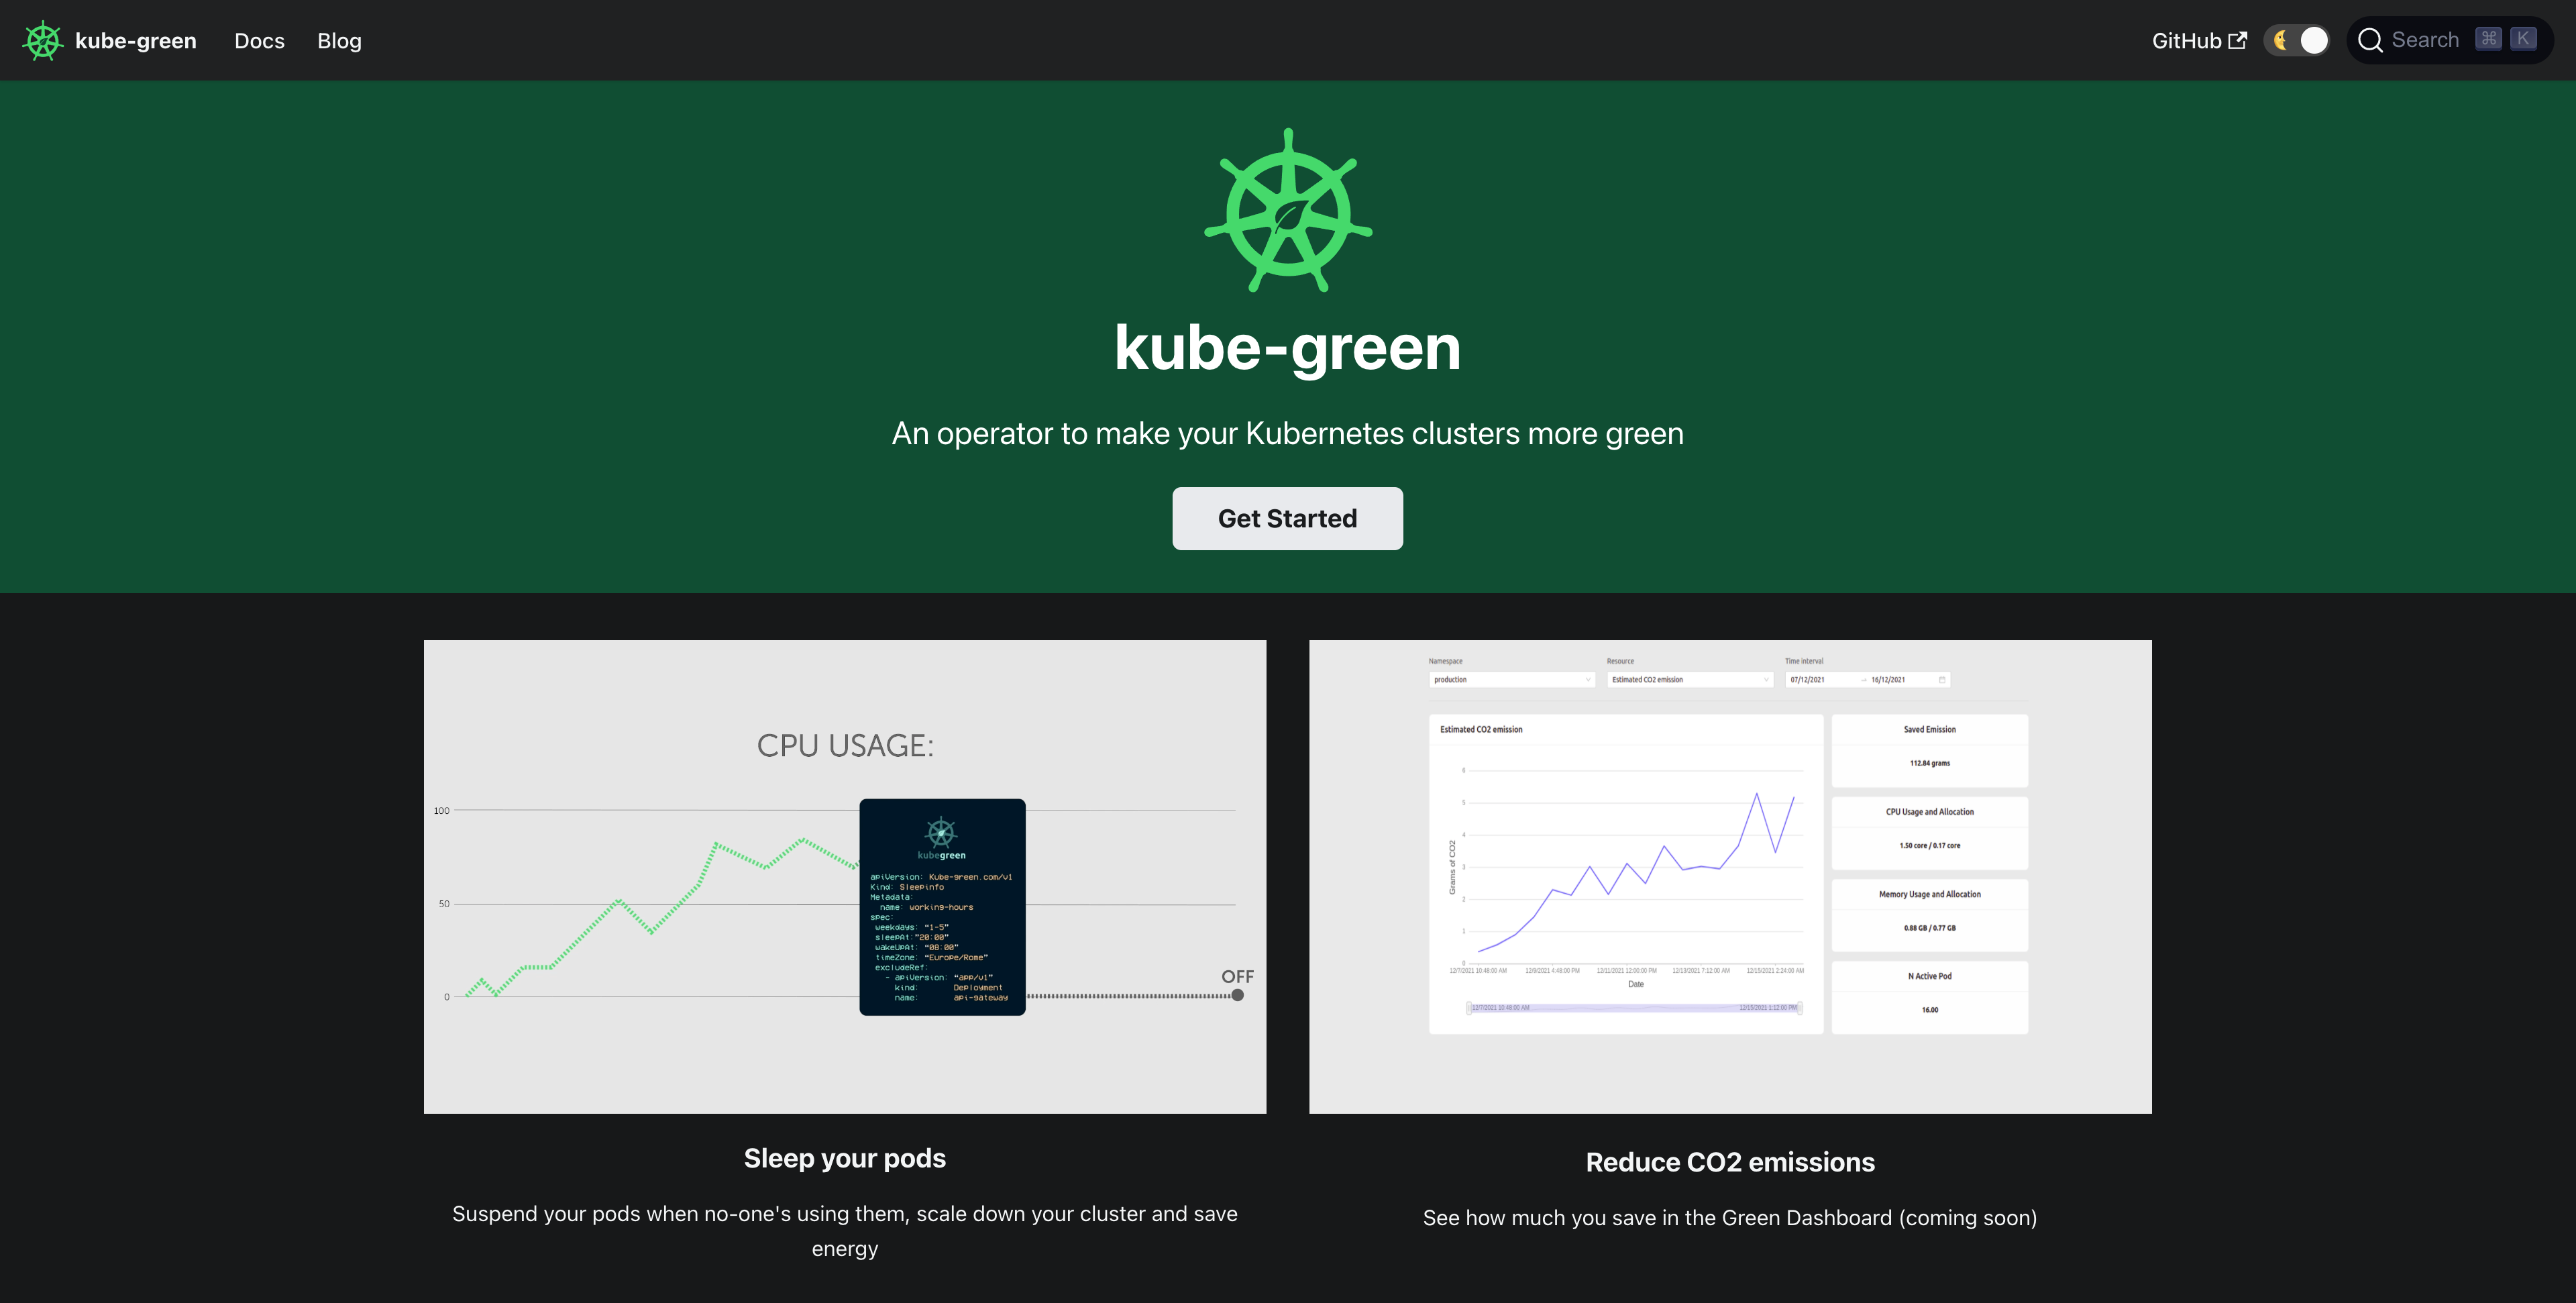 kube-green
Docs
Blog
GitHub
Search
⌘
K
kube-green
An operator to make your Kubernetes clusters more green
Get Started
CPU USAGE:
100
50
0
OFF
kubegreen
apiVersion: Kube-green.com/v1
Kind: Sleepinfo
Metadata:
name: working-hours
spec:
weekdays: "1-5"
sleepAt:"20:00"
wakeUpAt: "08:00"
timeZone: "Europe/Rome"
excludeRef:
- apiVersion: "app/v1"
kind: Deployment
name: api-gateway
Sleep your pods
Suspend your pods when no-one's using them, scale down your cluster and save
energy
Namespace
production
Resource
Estimated CO2 emission
Time interval
07/12/2021 → 16/12/2021
Estimated CO2 emission
6
5
4
3
2
1
0
Grams of CO2
12/7/2021 10:48:00 AM
12/9/2021 4:48:00 PM
12/11/2021 12:00:00 PM
12/13/2021 7:12:00 AM
12/15/2021 2:24:00 AM
Date
12/7/2021 10:48:00 AM
12/15/2021 1:12:00 PM
Saved Emission
112.84 grams
CPU Usage and Allocation
1.50 core / 0.17 core
Memory Usage and Allocation
0.88 GB / 0.77 GB
N Active Pod
16.00
Reduce CO2 emissions
See how much you save in the Green Dashboard (coming soon)